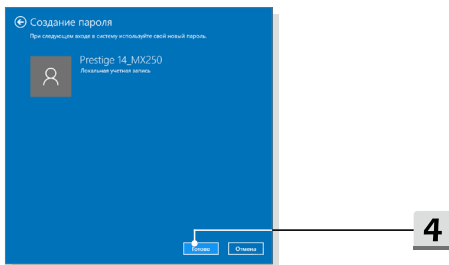 Создание пароля
При следующем входе в систему используйте свой новый пароль.
Prestige 14_MX250
Локальная учетная запись
Готово
Отмена
4